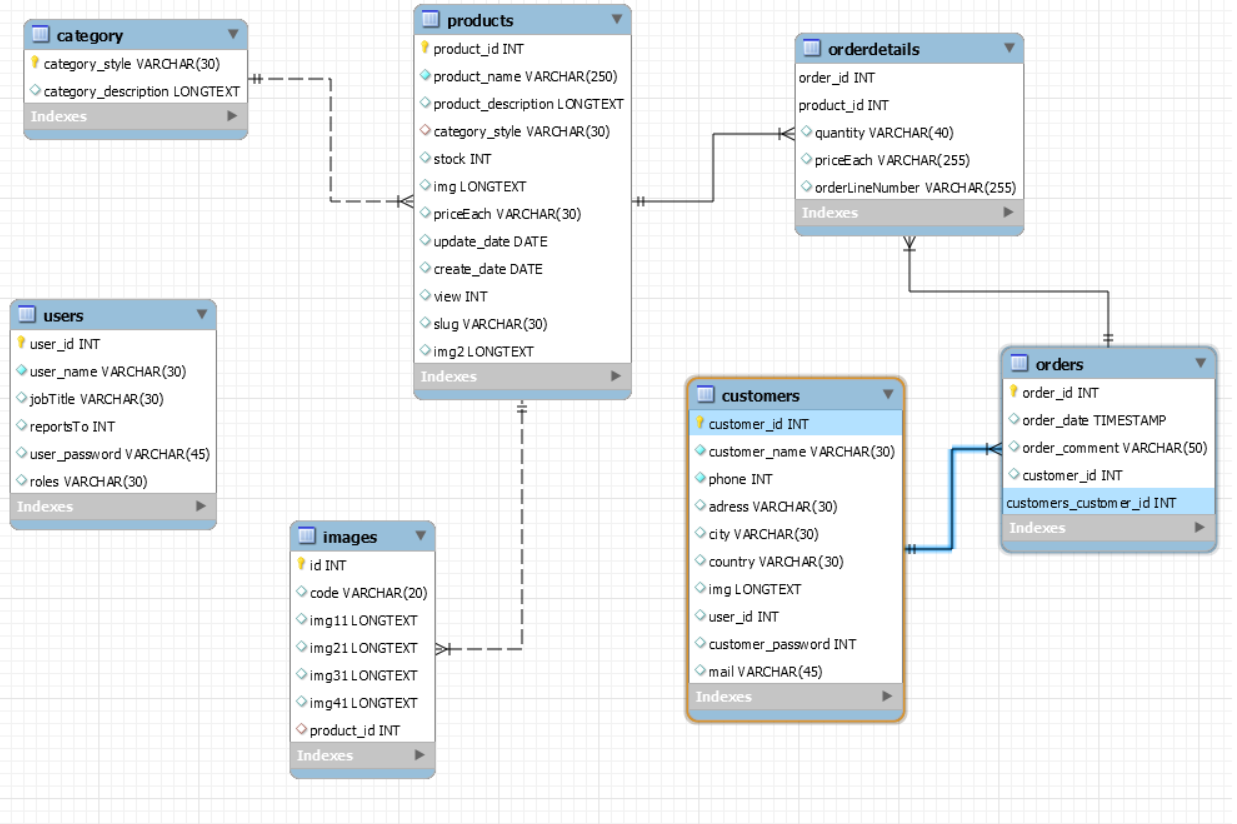 category
category_style VARCHAR(30)
category_description LONGTEXT
Indexes
products
product_id INT
product_name VARCHAR(250)
product_description LONGTEXT
category_style VARCHAR(30)
stock INT
img LONGTEXT
priceEach VARCHAR(30)
update_date DATE
create_date DATE
view INT
slug VARCHAR(30)
img2 LONGTEXT
Indexes
orderdetails
order_id INT
product_id INT
quantity VARCHAR(40)
priceEach VARCHAR(255)
orderLineNumber VARCHAR(255)
Indexes
users
user_id INT
user_name VARCHAR(30)
jobTitle VARCHAR(30)
reportsTo INT
user_password VARCHAR(45)
roles VARCHAR(30)
Indexes
images
id INT
code VARCHAR(20)
img11 LONGTEXT
img21 LONGTEXT
img31 LONGTEXT
img41 LONGTEXT
product_id INT
Indexes
customers
customer_id INT
customer_name VARCHAR(30)
phone INT
adress VARCHAR(30)
city VARCHAR(30)
country VARCHAR(30)
img LONGTEXT
user_id INT
customer_password INT
mail VARCHAR(45)
Indexes
orders
order_id INT
order_date TIMESTAMP
order_comment VARCHAR(50)
customer_id INT
customers_customer_id INT
Indexes